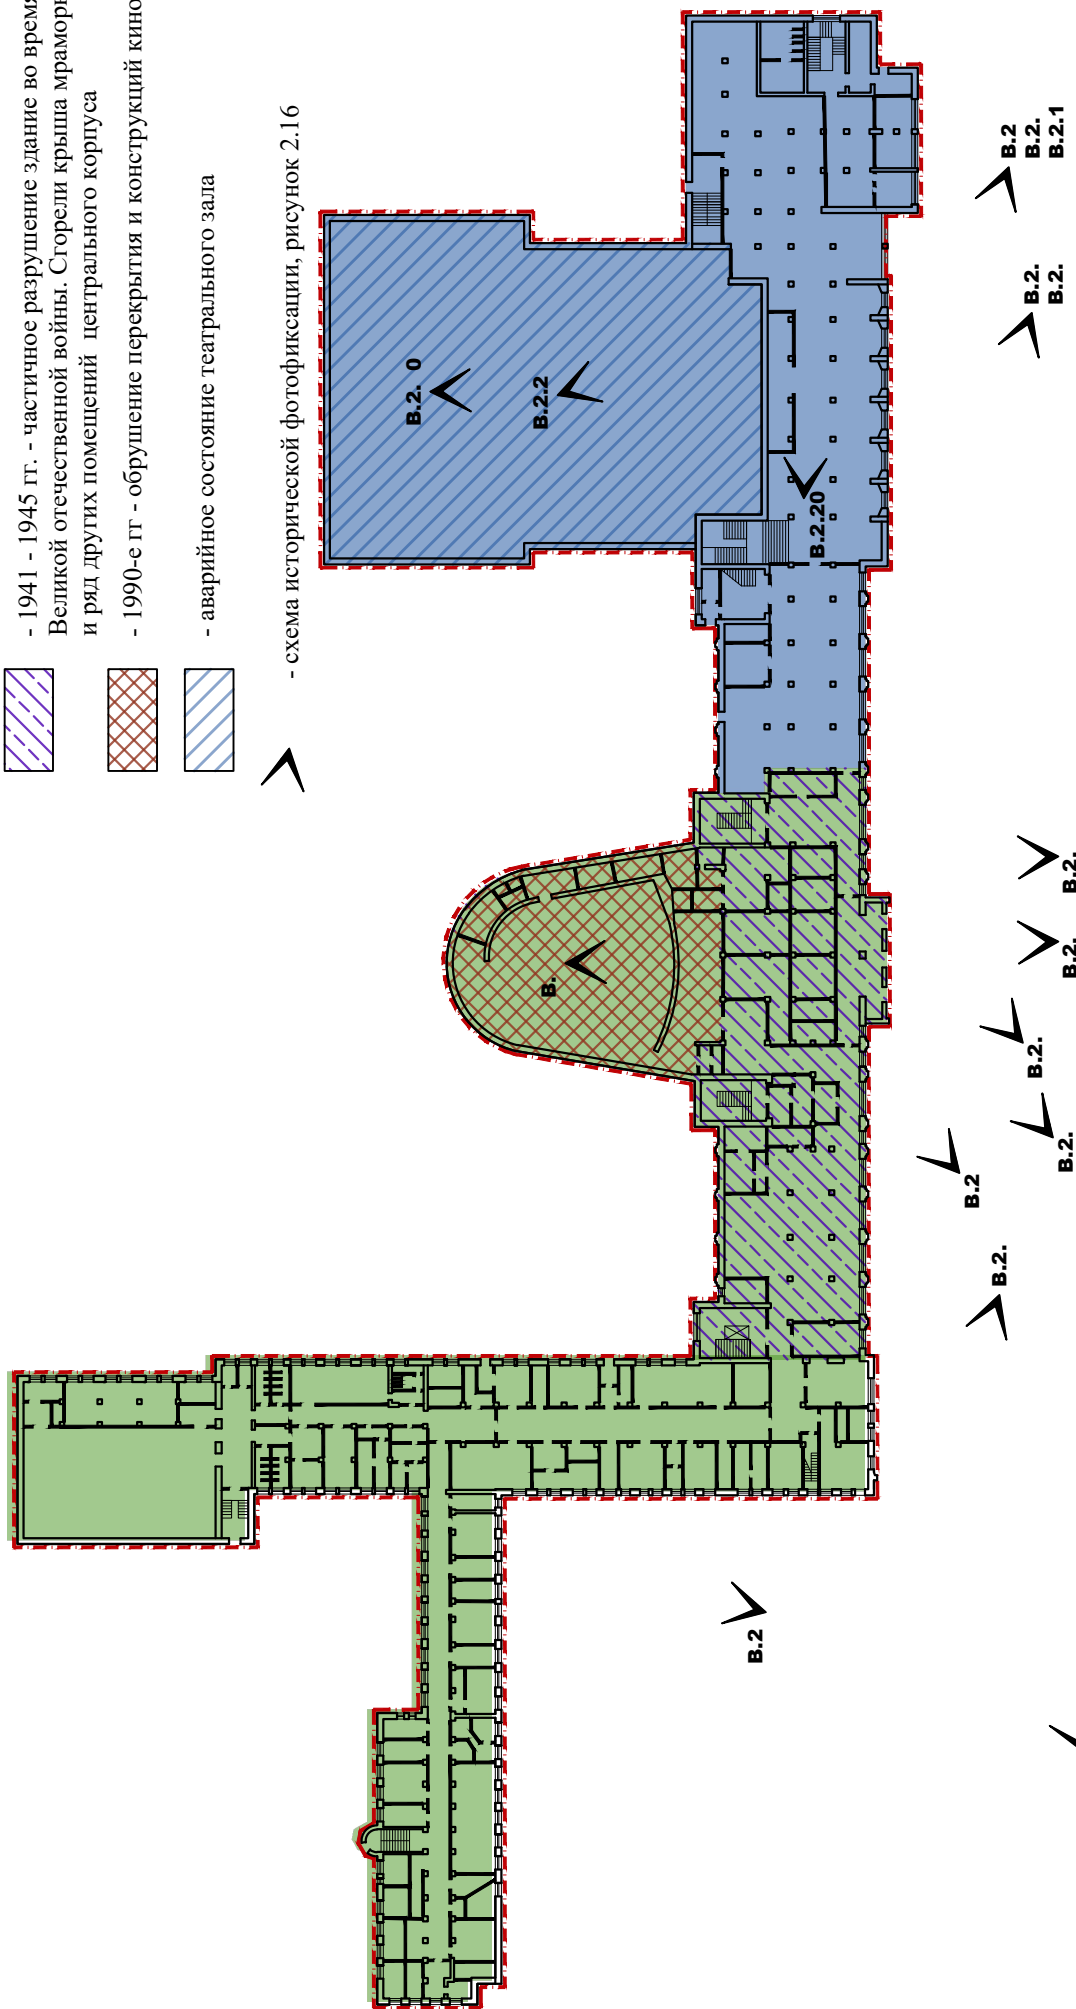 - 1941 - 1945 гг. - частичное разрушение здание во время
Великой отечественной войны. Сгорели крыша
и ряд других помещений центрального корпуса
- 1990-е гг - обрушение перекрытия и конструкций
- аварийное состояние театрального зала
- схема исторической фотофиксации, рисунок 2.16
В.2
В.2.
В.2.1
В.2.
В.2.
В.2. 0
В.2.2
В.2.20
В.
В.2.
В.2.
В.2.
В.2.
В.2
В.2.
В.2